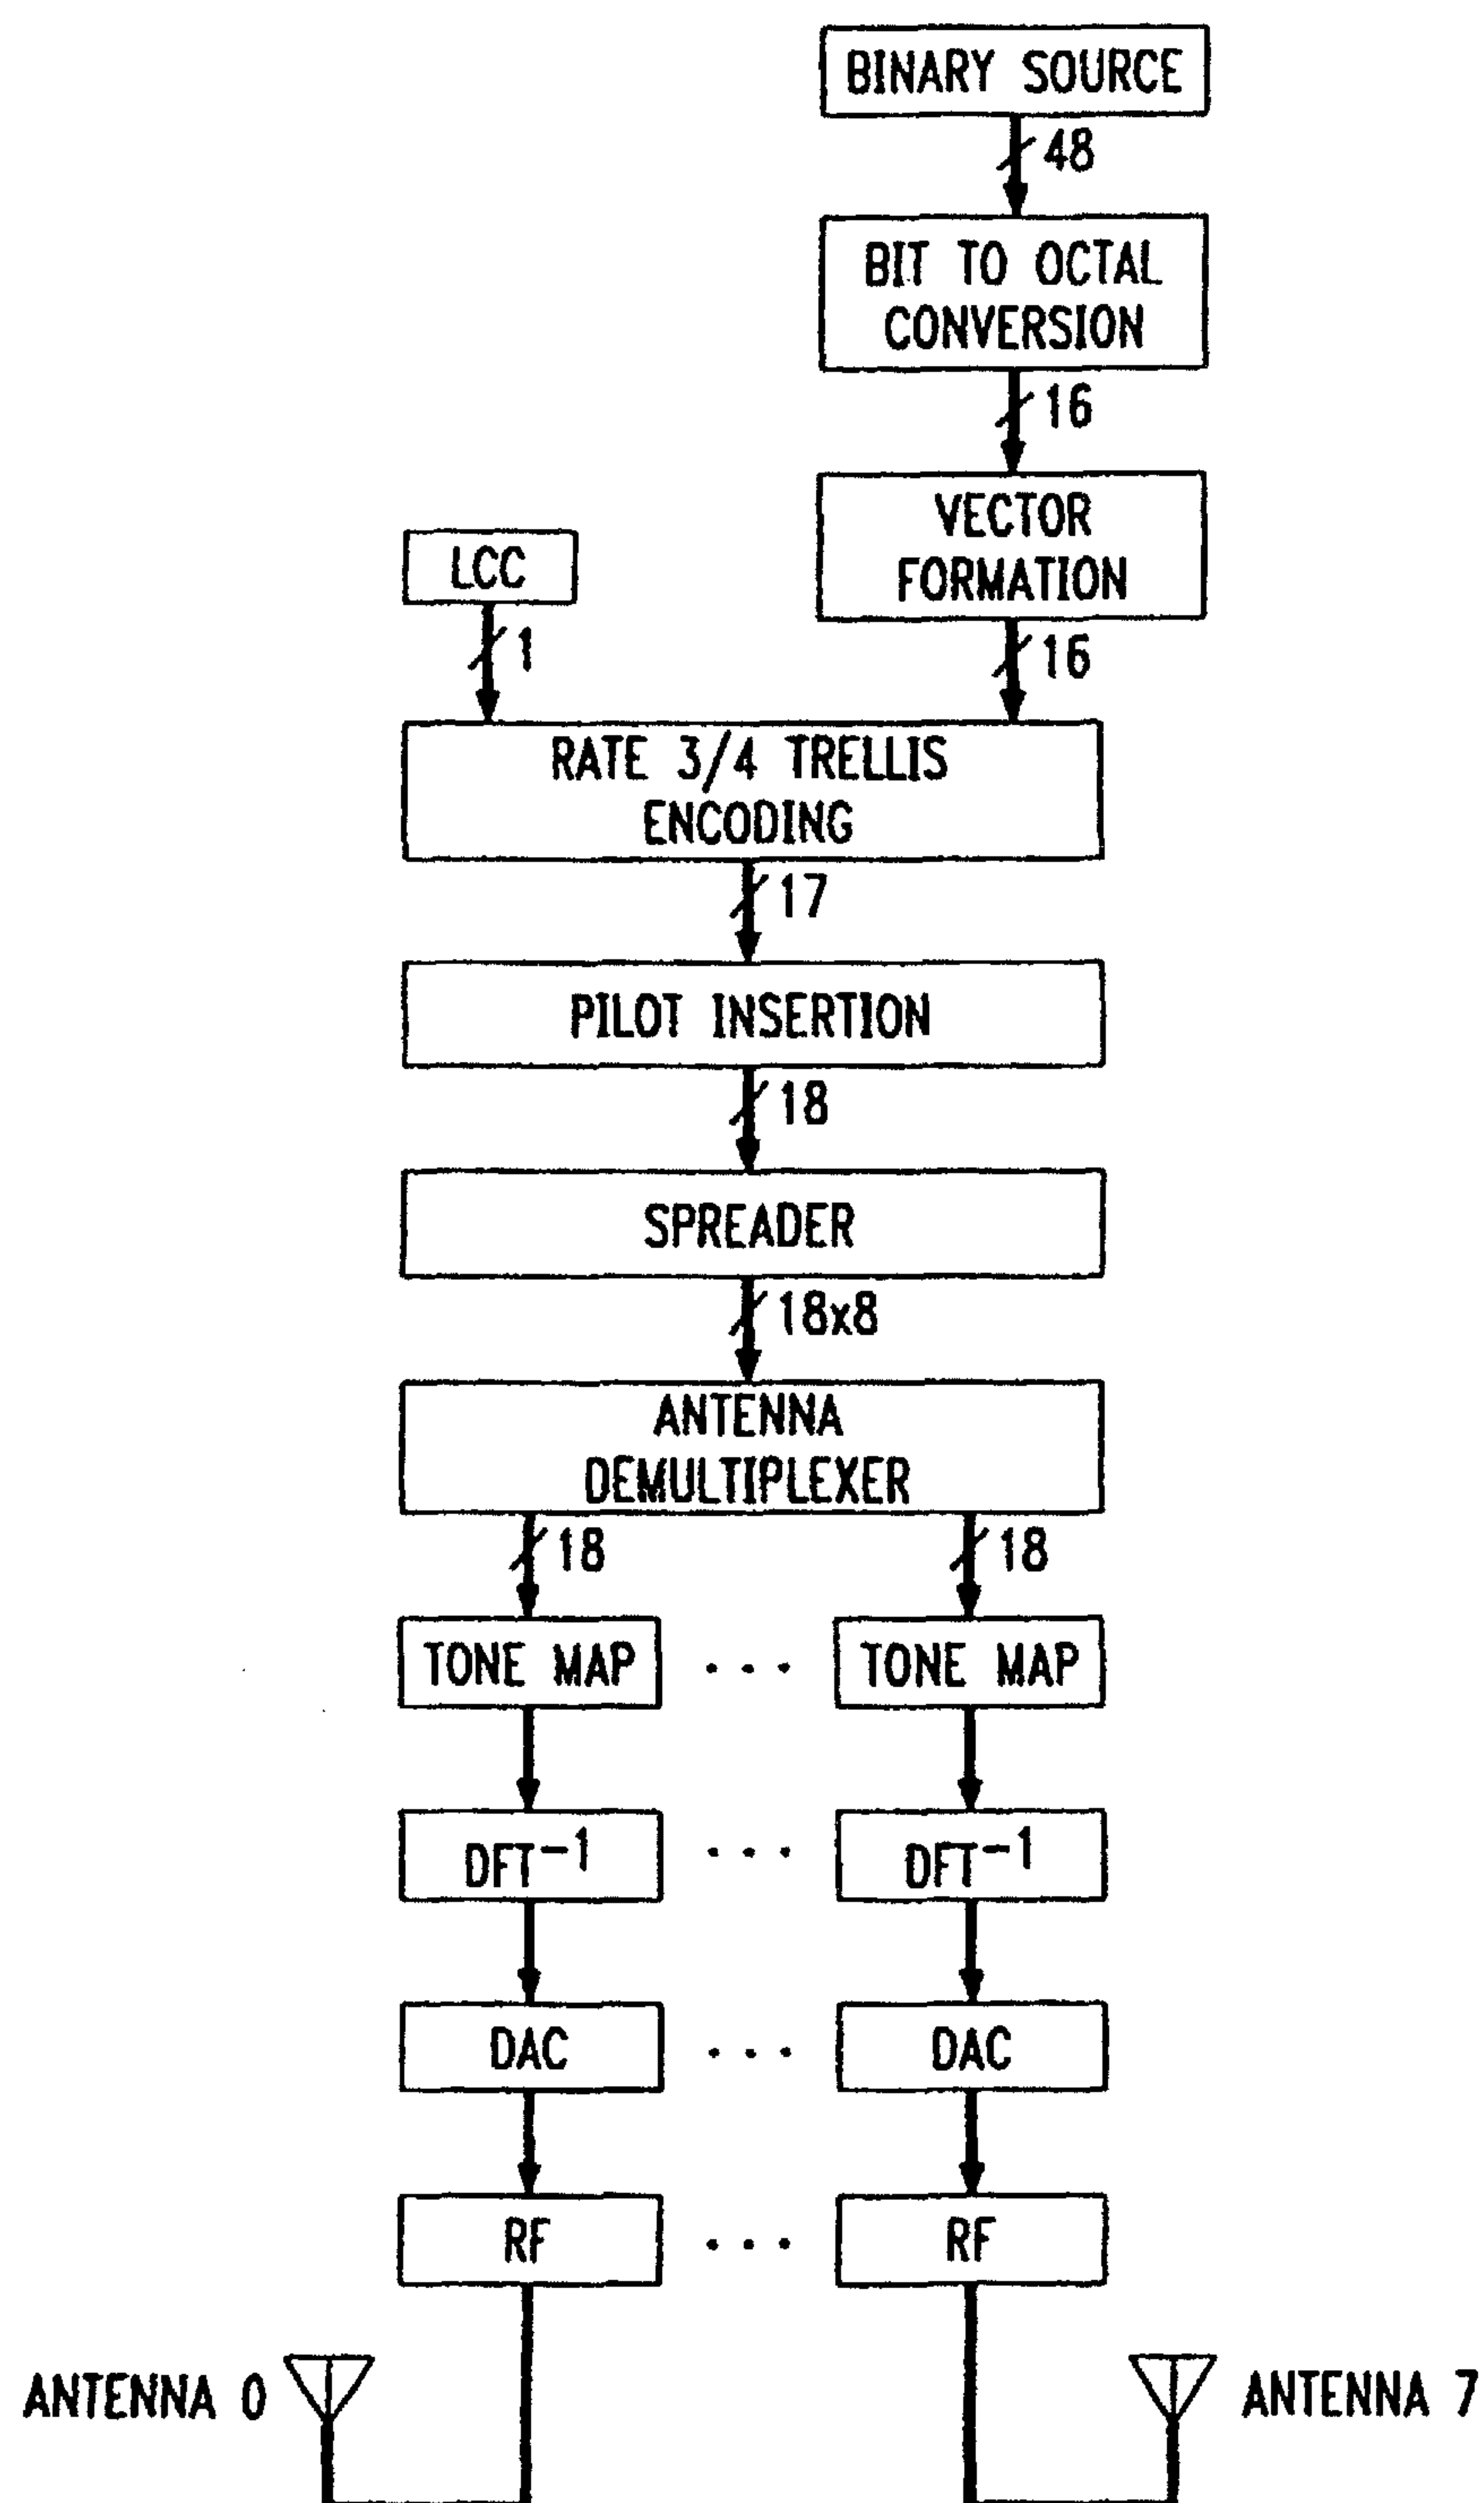 BINARY SOURCE
48
BIT TO OCTAL
CONVERSION
16
VECTOR
FORMATION
LCC
1
16
RATE 3/4 TRELLIS
ENCODING
17
PILOT INSERTION
18
SPREADER
18x8
ANTENNA
DEMULTIPLEXER
18 18
TONE MAP ... TONE MAP
DFT⁻¹ ... DFT⁻¹
DAC ... DAC
RF ... RF
ANTENNA 0 ANTENNA 7